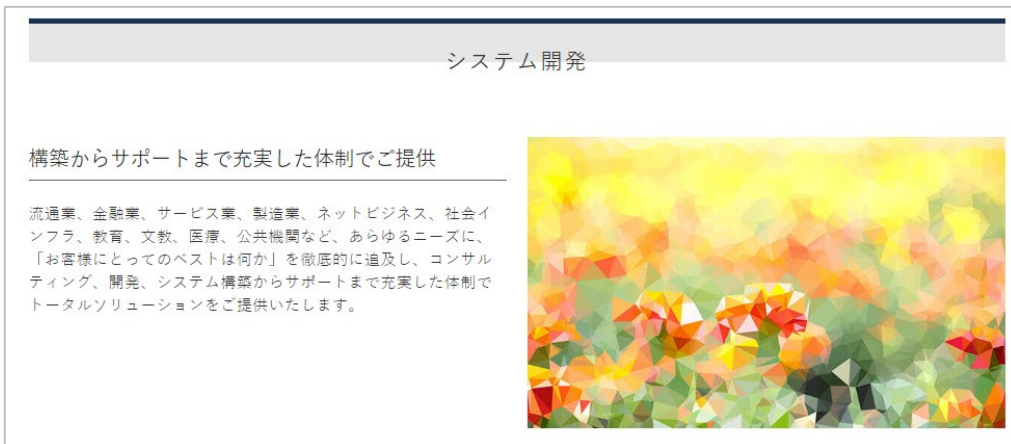 システム開発
構築からサポートまで充実した体制でご提供
流通業、金融業、サービス業、製造業、ネットビジネス、社会イ
ンフラ、教育、文教、医療、公共機関など、あらゆるニーズに、
「お客様にとってのベストは何か」を徹底的に追及し、コンサル
ティング、開発、システム構築からサポートまで充実した体制で
トータルソリューションをご提供いたします。